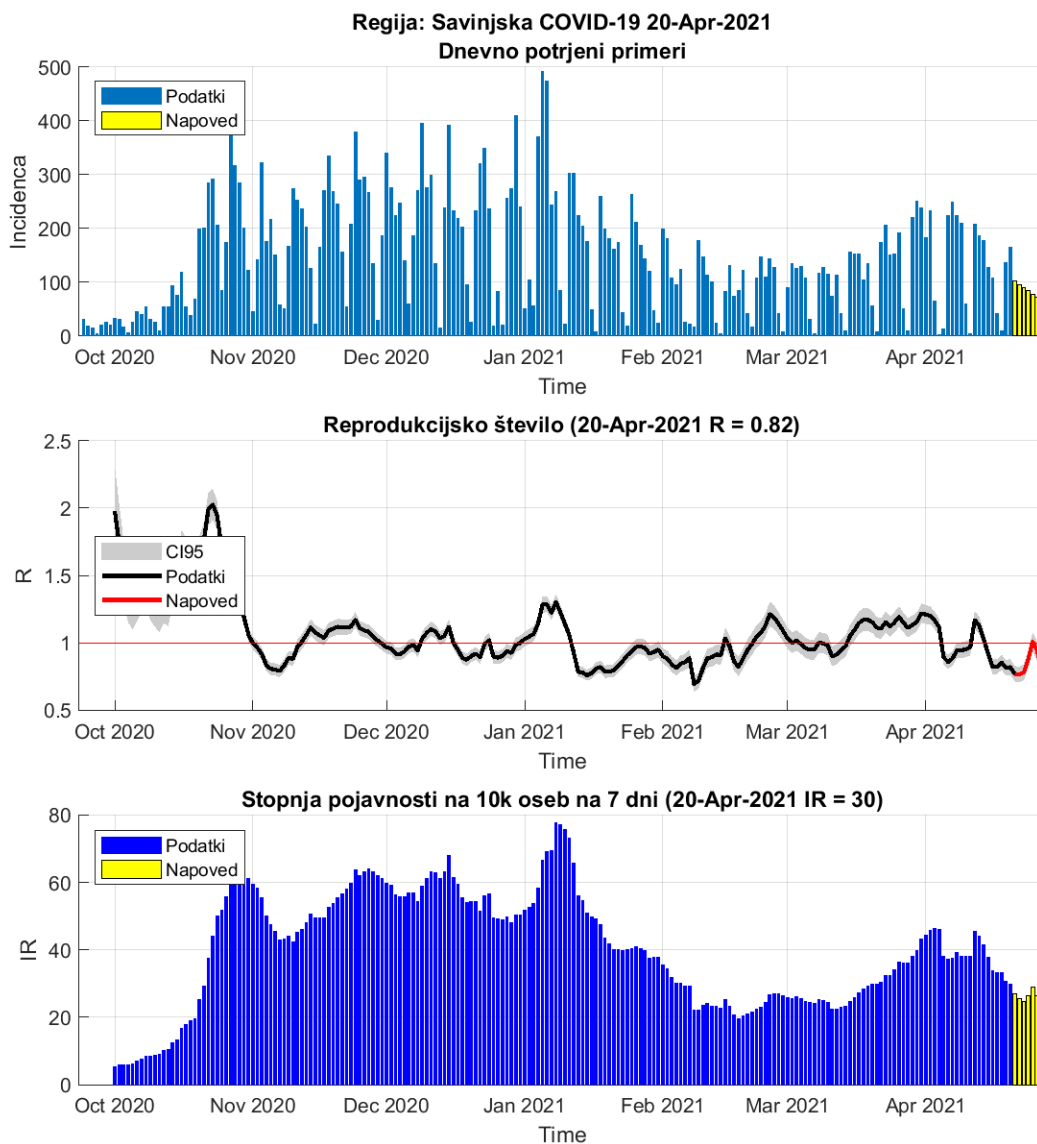 Regija: Savinjska COVID-19 20-Apr-2021
Dnevno potrjeni primeri
500
400
300
200
100
0
Incidenca
Podatki
Napoved
Oct 2020 Nov 2020 Dec 2020 Jan 2021 Feb 2021 Mar 2021 Apr 2021
Time
Reprodukcijsko število (20-Apr-2021 R = 0.82)
2.5
2
1.5
1
0.5
R
CI95
Podatki
Napoved
Oct 2020 Nov 2020 Dec 2020 Jan 2021 Feb 2021 Mar 2021 Apr 2021
Time
Stopnja pojavnosti na 10k oseb na 7 dni (20-Apr-2021 IR = 30)
80
60
40
20
0
IR
Podatki
Napoved
Oct 2020 Nov 2020 Dec 2020 Jan 2021 Feb 2021 Mar 2021 Apr 2021
Time